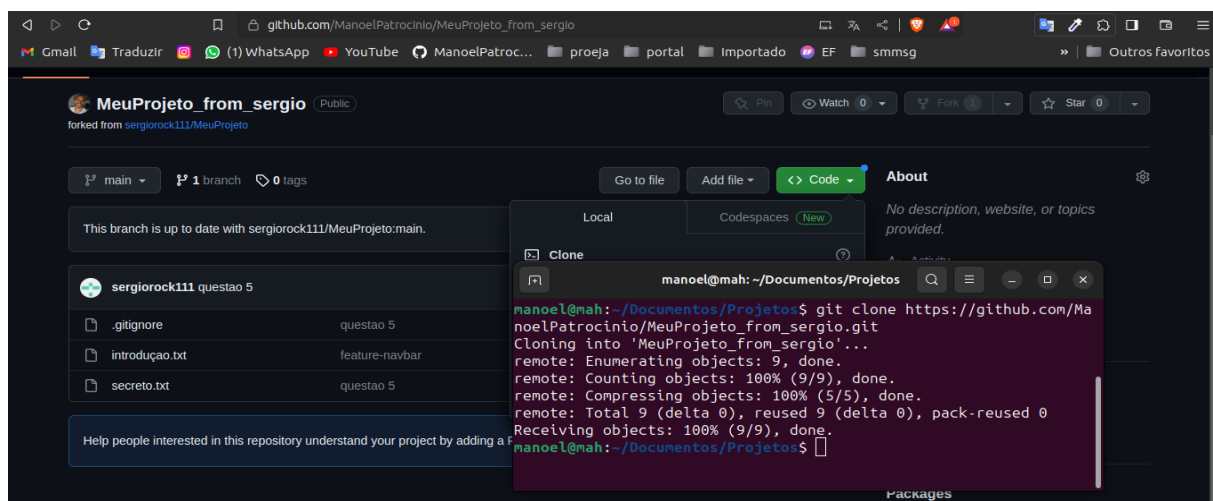 github.com/ManoelPatrocinio/MeuProjeto_from_sergio
Gmail Traduzir (1) WhatsApp YouTube ManoelPatroc... proeja portal Importado EF smmsg » Outros favoritos
MeuProjeto_from_sergio Public
Pin Watch 0 Fork 1 Star 0
forked from sergiorock111/MeuProjeto
main 1 branch 0 tags
Go to file Add file <> Code
About
This branch is up to date with sergiorock111/MeuProjeto:main.
Local Codespaces New
No description, website, or topics
provided.
Clone
Activity
sergiorock111 questao 5
.gitignore questao 5
introduçao.txt feature-navbar
secreto.txt questao 5
Help people interested in this repository understand your project by adding a
manoel@mah: ~/Documentos/Projetos
manoel@mah:~/Documentos/Projetos$ git clone https://github.com/Ma
noelPatrocinio/MeuProjeto_from_sergio.git
Cloning into 'MeuProjeto_from_sergio'...
remote: Enumerating objects: 9, done.
remote: Counting objects: 100% (9/9), done.
remote: Compressing objects: 100% (5/5), done.
remote: Total 9 (delta 0), reused 9 (delta 0), pack-reused 0
Receiving objects: 100% (9/9), done.
manoel@mah:~/Documentos/Projetos$
Packages